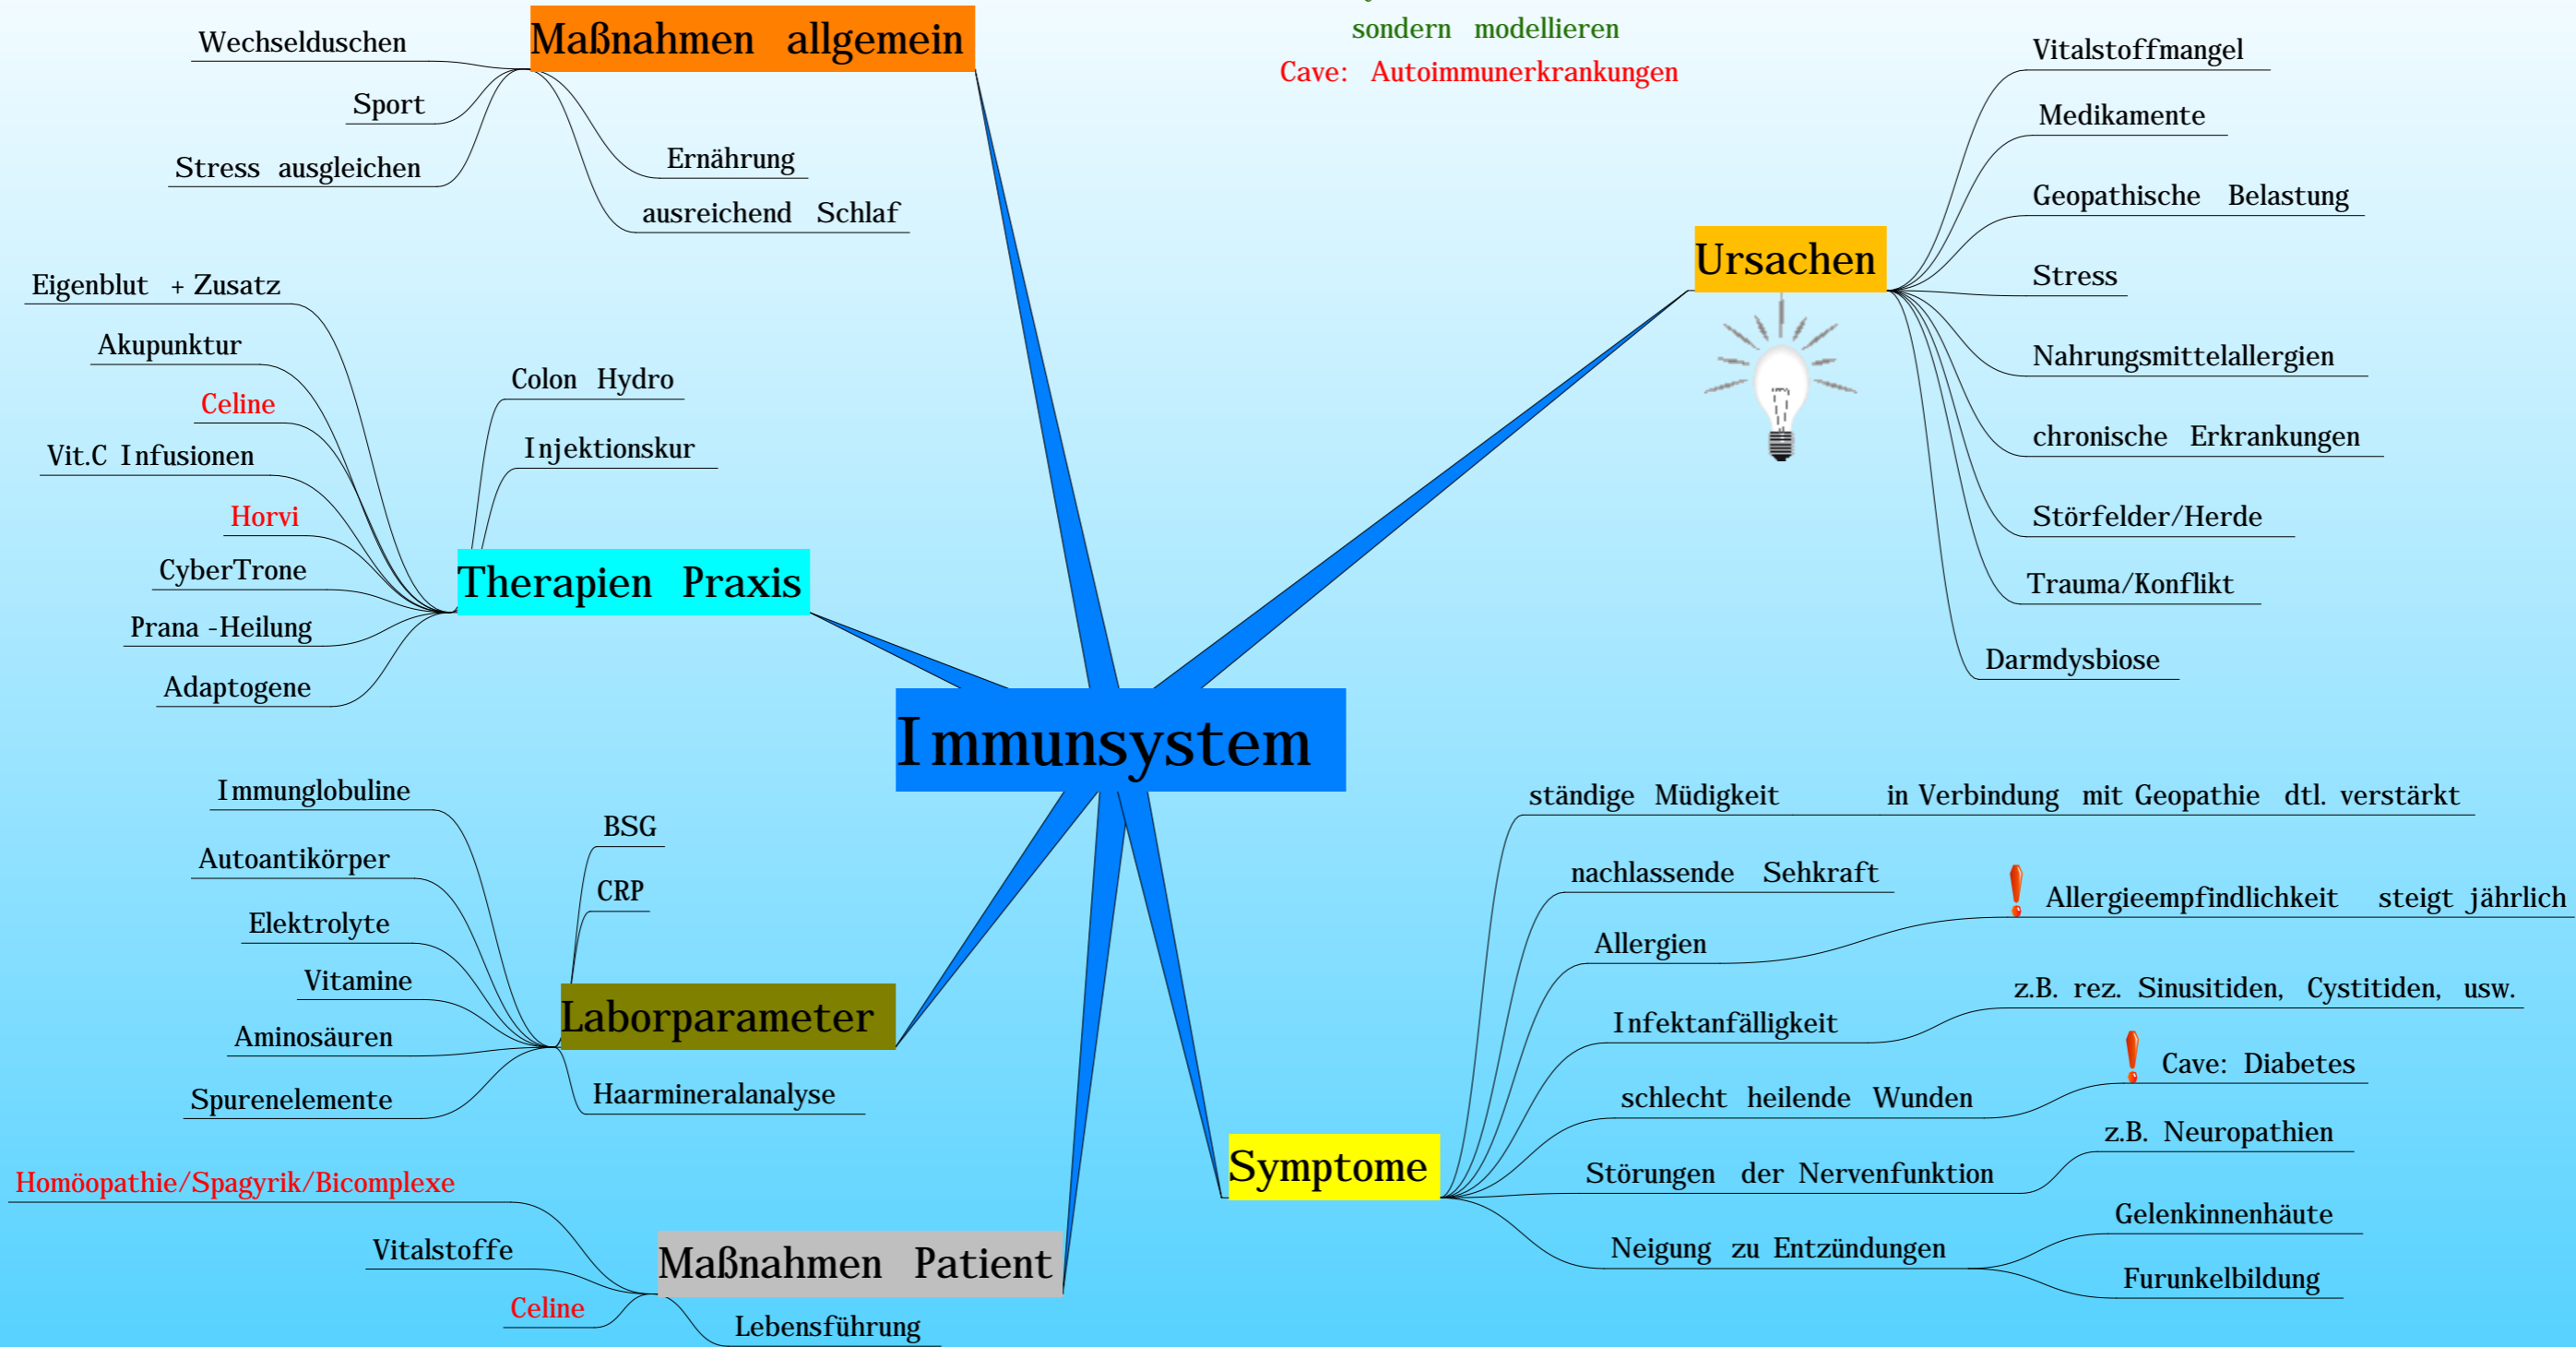 sondern modellieren
Cave: Autoimmunerkrankungen
Maßnahmen allgemein
Wechselduschen
Sport
Stress ausgleichen
Ernährung
ausreichend Schlaf
Ursachen
Vitalstoffmangel
Medikamente
Geopathische Belastung
Stress
Nahrungsmittelallergien
chronische Erkrankungen
Störfelder/Herde
Trauma/Konflikt
Darmdysbiose
Eigenblut + Zusatz
Akupunktur
Celine
Vit.C Infusionen
Horvi
CyberTrone
Prana -Heilung
Adaptogene
Colon Hydro
Injektionskur
Therapien Praxis
Immunsystem
Immunglobuline
Autoantikörper
Elektrolyte
Vitamine
Aminosäuren
Spurenelemente
BSG
CRP
Laborparameter
Haarmineralanalyse
ständige Müdigkeit
in Verbindung mit Geopathie dtl. verstärkt
nachlassende Sehkraft
Allergien
Allergieempfindlichkeit steigt jährlich
Infektanfälligkeit
z.B. rez. Sinusitiden, Cystitiden, usw.
schlecht heilende Wunden
Cave: Diabetes
Symptome
Störungen der Nervenfunktion
z.B. Neuropathien
Neigung zu Entzündungen
Gelenkinnenhäute
Furunkelbildung
Homöopathie/Spagyrik/Bicomplexe
Vitalstoffe
Celine
Maßnahmen Patient
Lebensführung